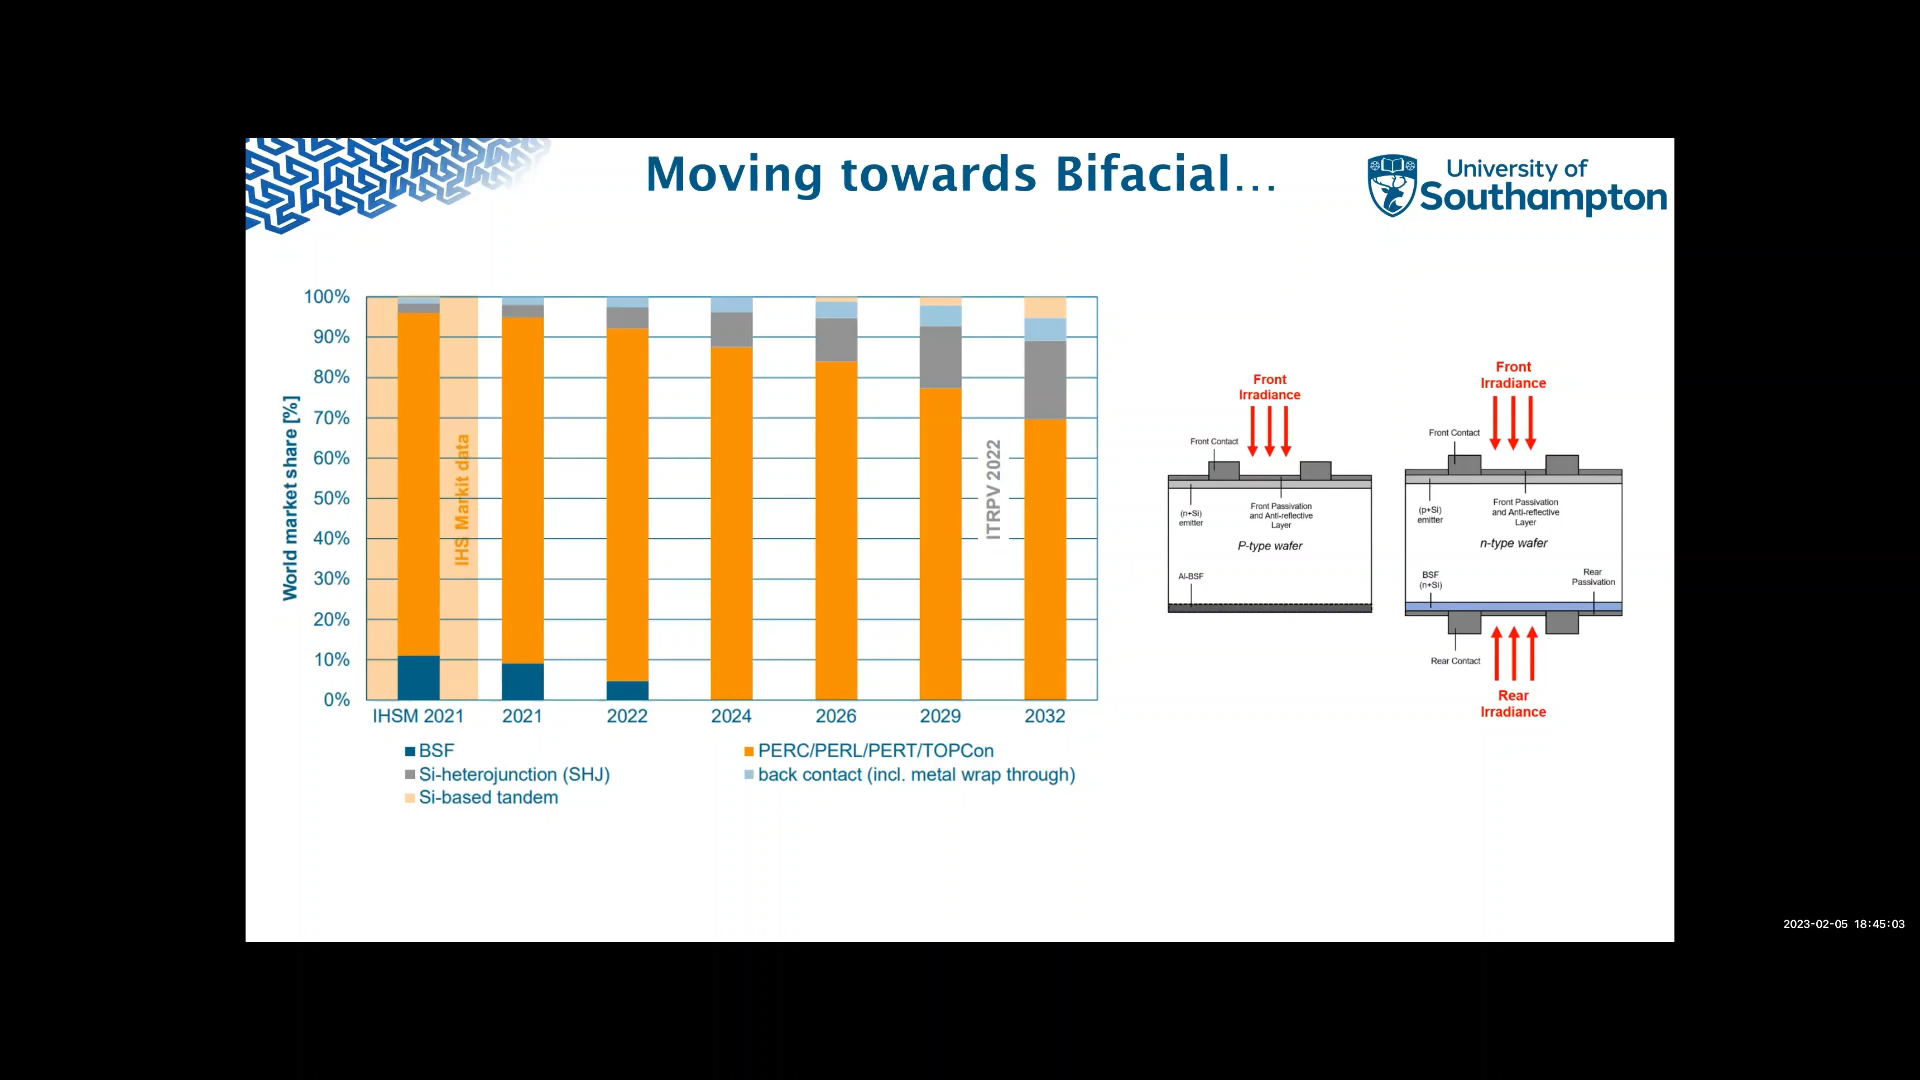 Moving towards Bifacial...
University of
Southampton
World market share [%]
100%
90%
80%
70%
60%
50%
40%
30%
20%
10%
0%
IHS Markit data
ITRPV 2022
IHSM 2021
2021
2022
2024
2026
2029
2032
BSF
PERC/PERL/PERT/TOPCon
Si-heterojunction (SHJ)
back contact (incl. metal wrap through)
Si-based tandem
Front
Irradiance
Front Contact
(n+Si)
emitter
Front Passivation
and Anti-reflective
Layer
P-type wafer
Al-BSF
Front
Irradiance
Front Contact
(p+Si)
emitter
Front Passivation
and Anti-reflective
Layer
n-type wafer
BSF
(n+Si)
Rear
Passivation
Rear Contact
Rear
Irradiance
2023-02-05 18:45:03